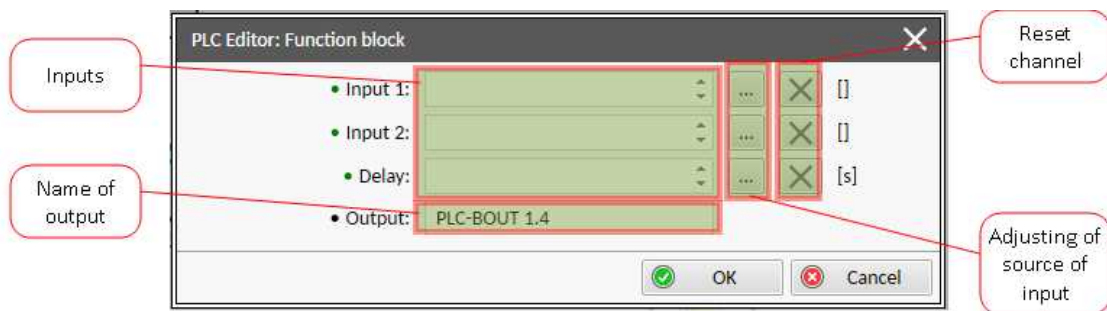 PLC Editor: Function block
Reset
channel
Inputs
• Input 1: ... []
• Input 2: ... []
• Delay: ... [s]
Name of
output
• Output: PLC-BOUT 1.4
Adjusting of
source of
input
OK Cancel